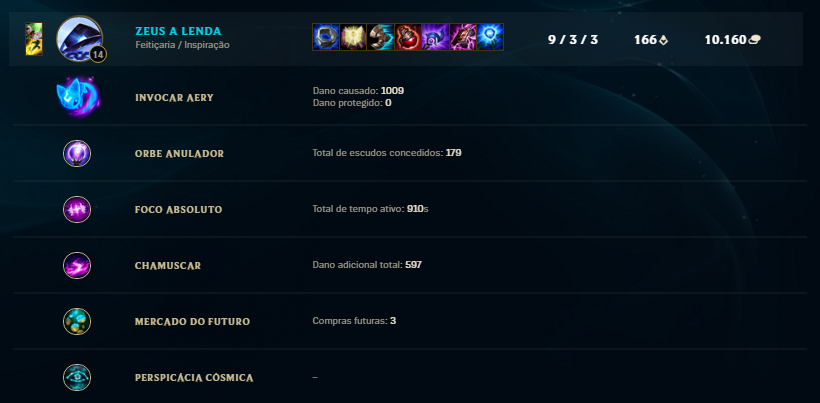 ZEUS A LENDA
Feitiçaria / Inspiração
14
9 / 3 / 3
166
10.160
INVOCAR AERY
Dano causado: 1009
Dano protegido: 0
ORBE ANULADOR
Total de escudos concedidos: 179
FOCO ABSOLUTO
Total de tempo ativo: 910s
CHAMUSCAR
Dano adicional total: 597
MERCADO DO FUTURO
Compras futuras: 3
PERSPICÁCIA CÓSMICA
–